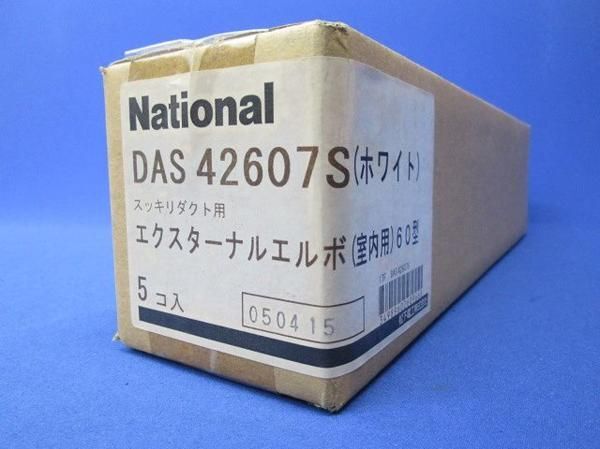 National
DAS 42607S(ホワイト)
スッキリダクト用
エクスターナルエルボ(室内用)60型
5コ入
050415